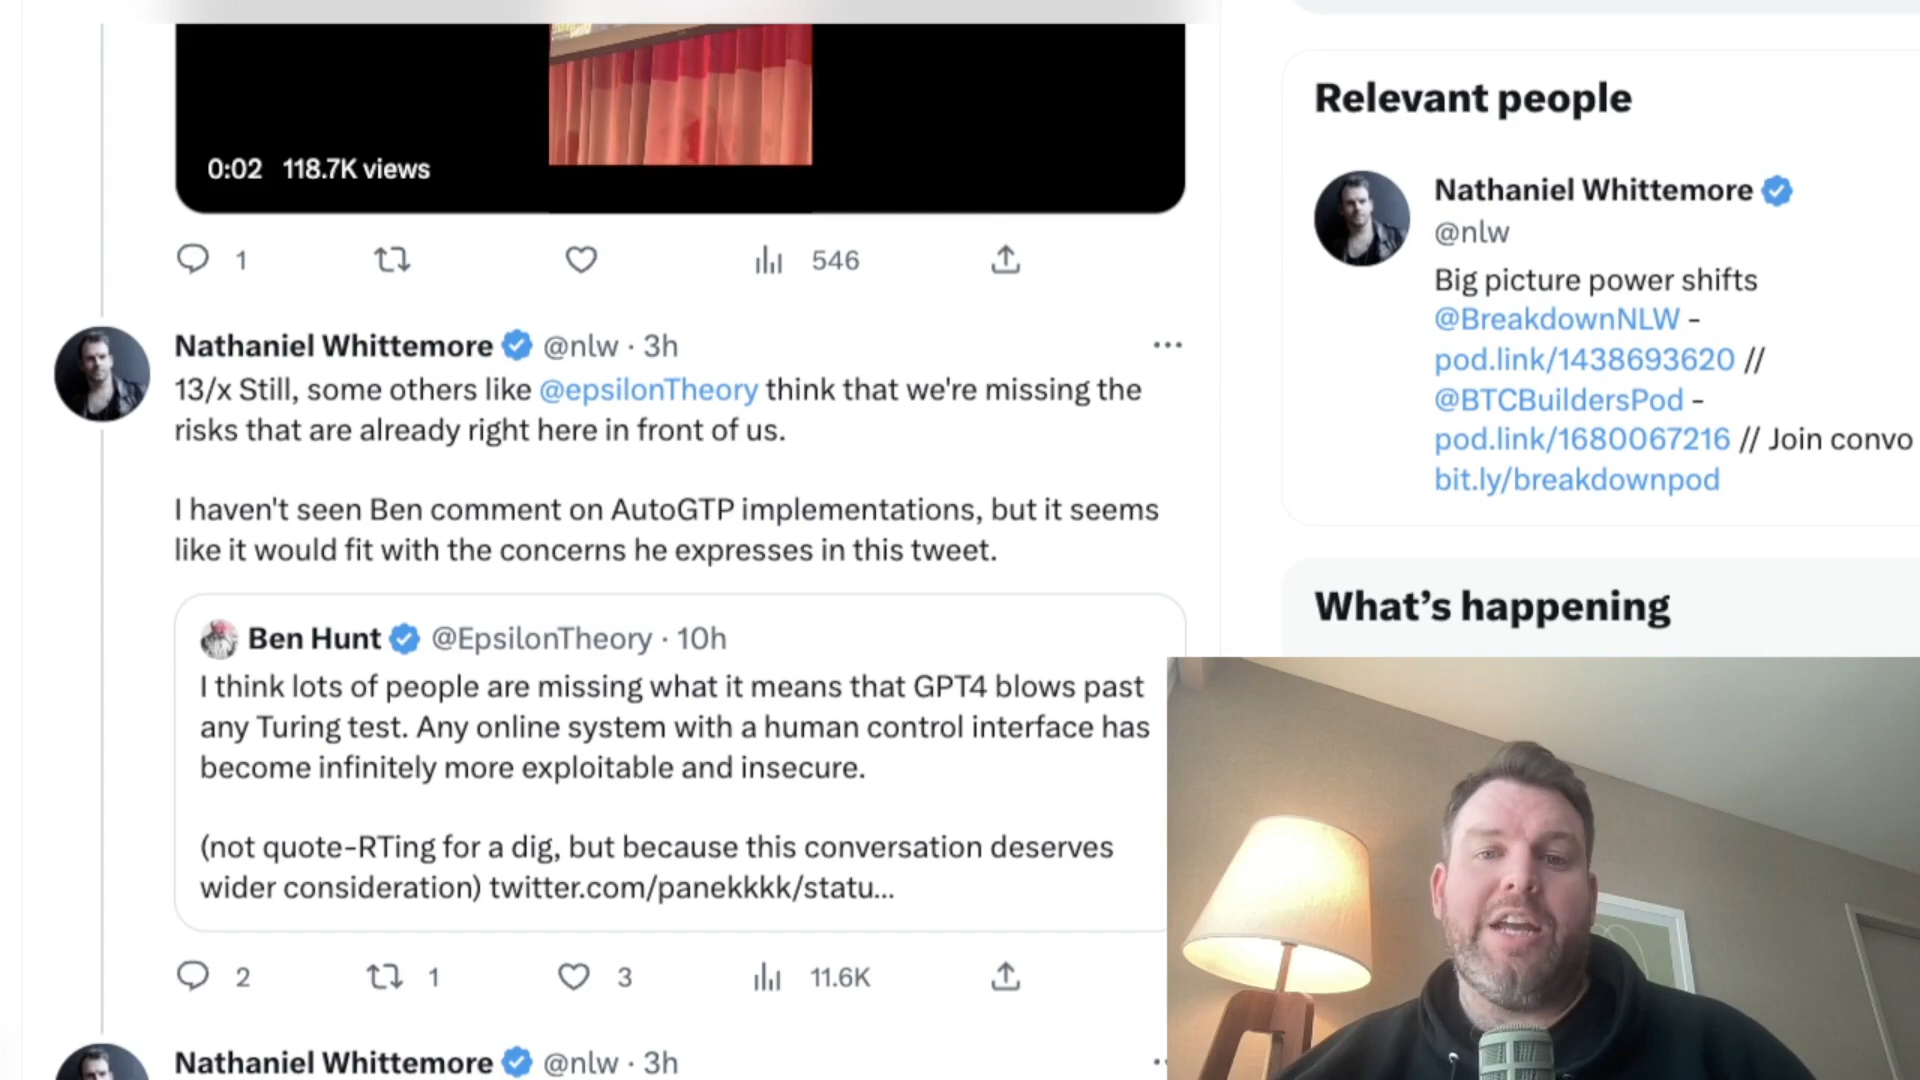 0:02 118.7K views
1
546
Nathaniel Whittemore @nlw · 3h
13/x Still, some others like @epsilonTheory think that we're missing the
risks that are already right here in front of us.
I haven't seen Ben comment on AutoGTP implementations, but it seems
like it would fit with the concerns he expresses in this tweet.
Ben Hunt @EpsilonTheory · 10h
I think lots of people are missing what it means that GPT4 blows past
any Turing test. Any online system with a human control interface has
become infinitely more exploitable and insecure.
(not quote-RTing for a dig, but because this conversation deserves
wider consideration) twitter.com/panekkkk/statu...
2 1 3 11.6K
Nathaniel Whittemore @nlw · 3h
Relevant people
Nathaniel Whittemore
@nlw
Big picture power shifts
@BreakdownNLW -
pod.link/1438693620 //
@BTCBuildersPod -
pod.link/1680067216 // Join convo
bit.ly/breakdownpod
What's happening